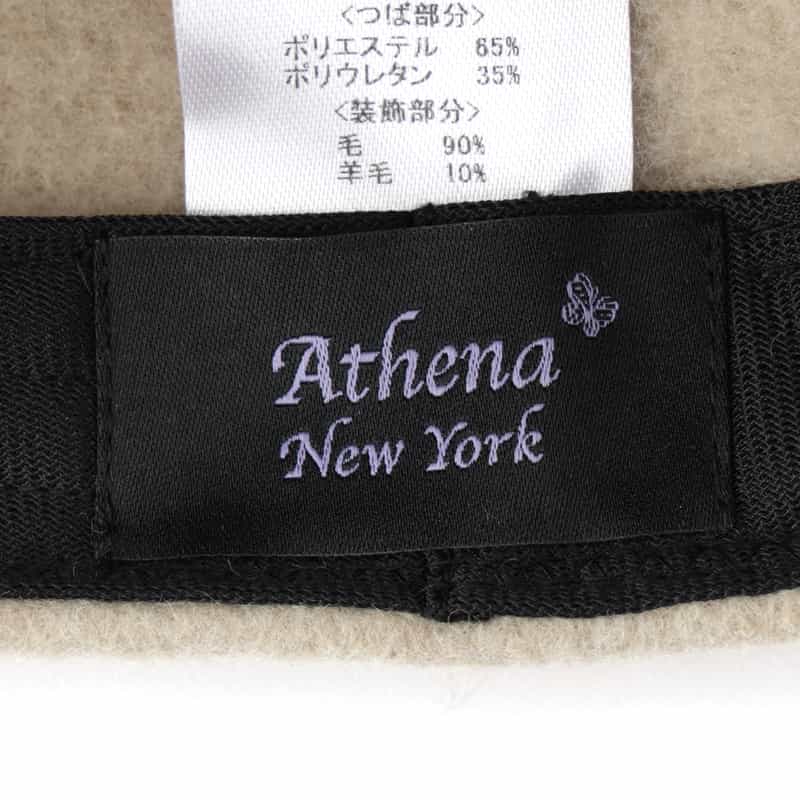 <つば部分>
ポリエステル 65%
ポリウレタン 35%
<装飾部分>
毛 90%
羊毛 10%
Athena
New York